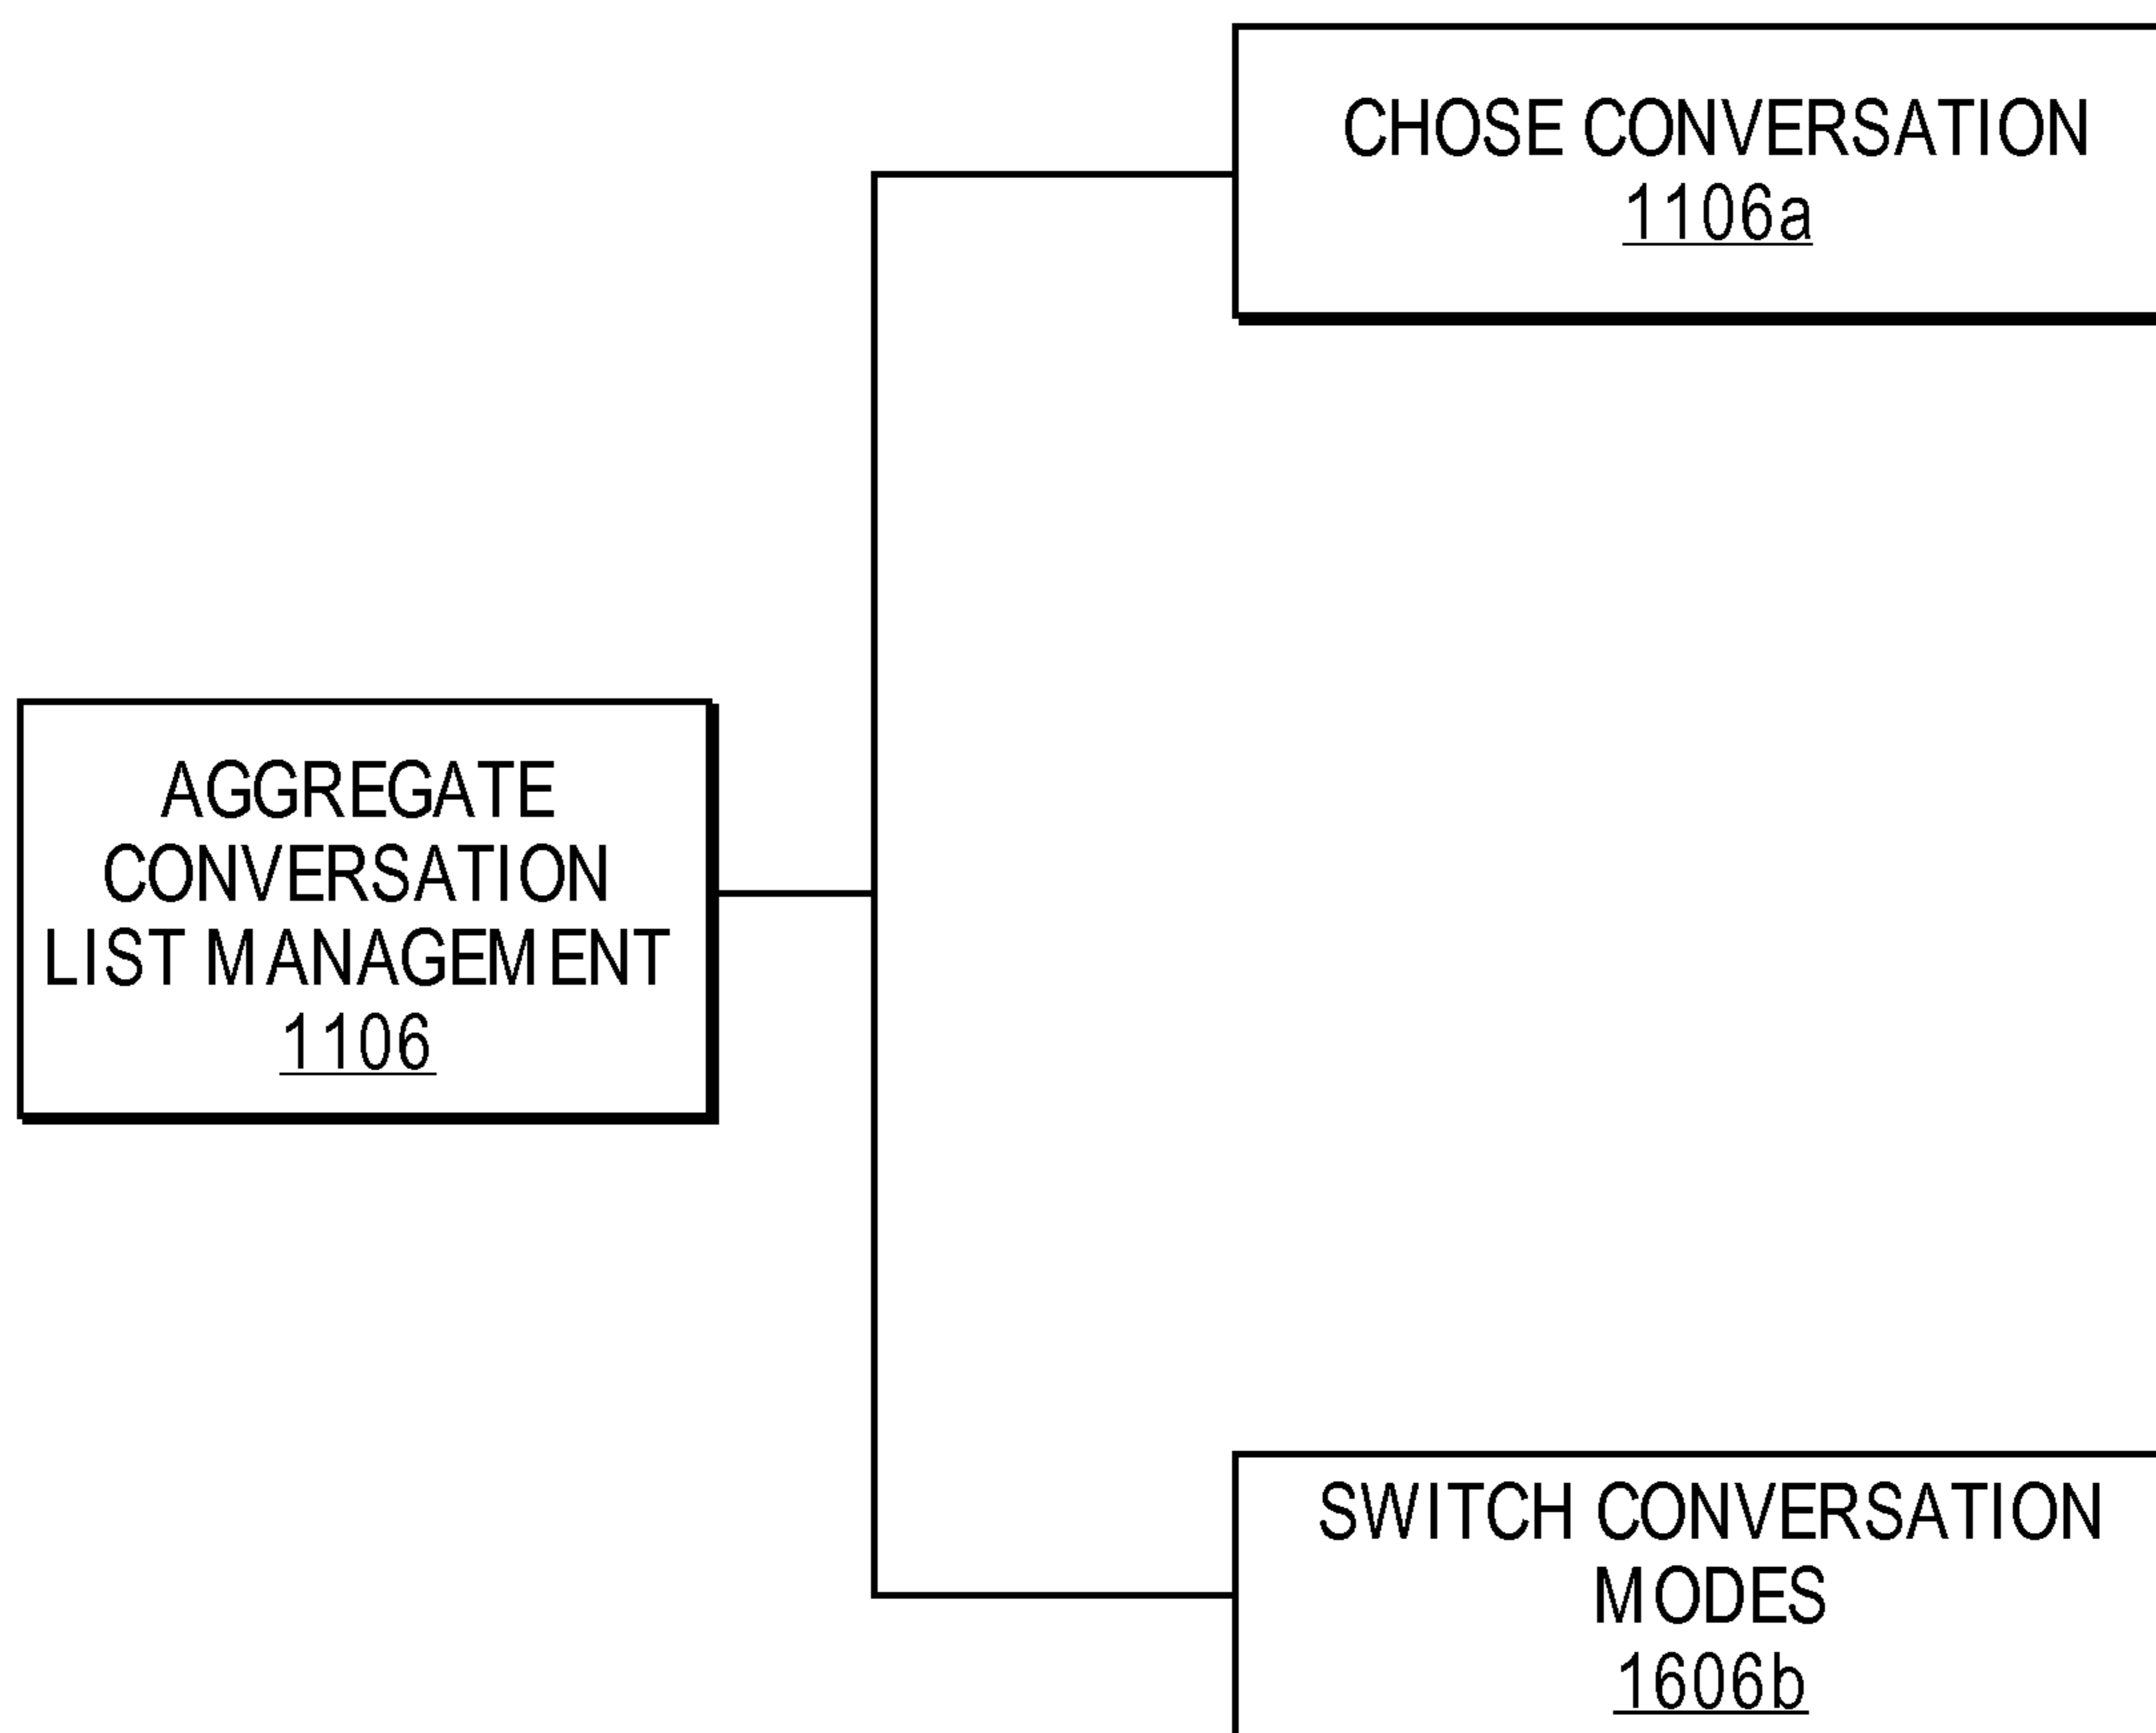 CHOSE CONVERSATION
1106a
AGGREGATE
CONVERSATION
LIST MANAGEMENT
1106
SWITCH CONVERSATION
MODES
1606b